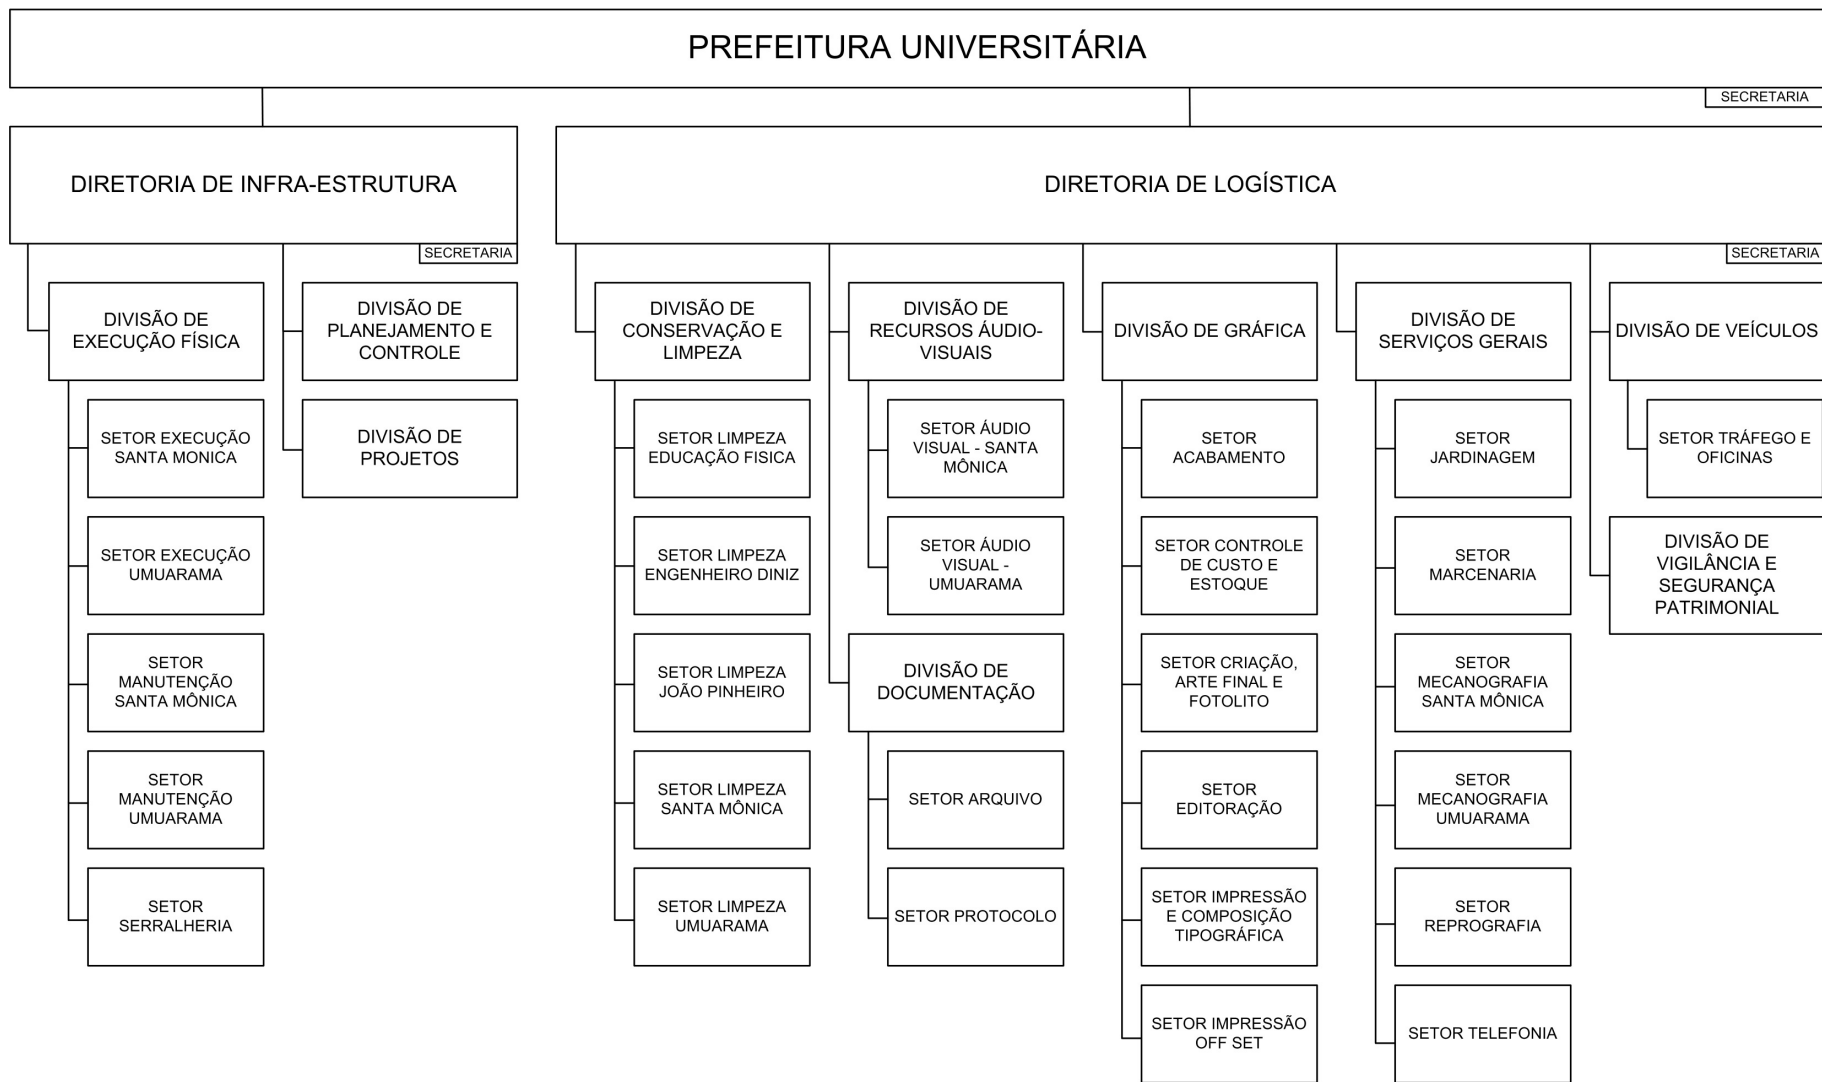 PREFEITURA UNIVERSITÁRIA
SECRETARIA
DIRETORIA DE INFRA-ESTRUTURA
SECRETARIA
DIVISÃO DE
EXECUÇÃO FÍSICA
SETOR EXECUÇÃO
SANTA MONICA
SETOR EXECUÇÃO
UMUARAMA
SETOR
MANUTENÇÃO
SANTA MÔNICA
SETOR
MANUTENÇÃO
UMUARAMA
SETOR
SERRALHERIA
DIVISÃO DE
PLANEJAMENTO E
CONTROLE
DIVISÃO DE
PROJETOS
DIRETORIA DE LOGÍSTICA
SECRETARIA
DIVISÃO DE
CONSERVAÇÃO E
LIMPEZA
SETOR LIMPEZA
EDUCAÇÃO FISICA
SETOR LIMPEZA
ENGENHEIRO DINIZ
SETOR LIMPEZA
JOÃO PINHEIRO
SETOR LIMPEZA
SANTA MÔNICA
SETOR LIMPEZA
UMUARAMA
DIVISÃO DE
RECURSOS ÁUDIO-
VISUAIS
SETOR ÁUDIO
VISUAL - SANTA
MÔNICA
SETOR ÁUDIO
VISUAL -
UMUARAMA
DIVISÃO DE
DOCUMENTAÇÃO
SETOR ARQUIVO
SETOR PROTOCOLO
DIVISÃO DE GRÁFICA
SETOR
ACABAMENTO
SETOR CONTROLE
DE CUSTO E
ESTOQUE
SETOR CRIAÇÃO,
ARTE FINAL E
FOTOLITO
SETOR
EDITORAÇÃO
SETOR IMPRESSÃO
E COMPOSIÇÃO
TIPOGRÁFICA
SETOR IMPRESSÃO
OFF SET
DIVISÃO DE
SERVIÇOS GERAIS
SETOR
JARDINAGEM
SETOR
MARCENARIA
SETOR
MECANOGRAFIA
SANTA MÔNICA
SETOR
MECANOGRAFIA
UMUARAMA
SETOR
REPROGRAFIA
SETOR TELEFONIA
DIVISÃO DE VEÍCULOS
SETOR TRÁFEGO E
OFICINAS
DIVISÃO DE
VIGILÂNCIA E
SEGURANÇA
PATRIMONIAL